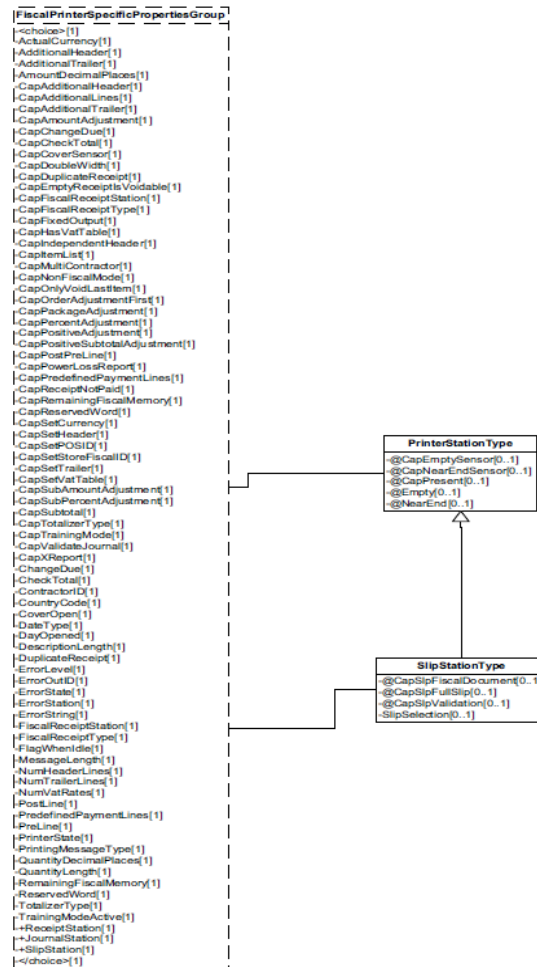 FiscalPrinterSpecificPropertiesGroup
-<choice>[1]
-ActualCurrency[1]
-AdditionalHeader[1]
-AdditionalTrailer[1]
-AmountDecimalPlaces[1]
-CapAdditionalHeader[1]
-CapAdditionalLines[1]
-CapAdditionalTrailer[1]
-CapAmountAdjustment[1]
-CapChangeDue[1]
-CapCheckTotal[1]
-CapCoverSensor[1]
-CapDoubleWidth[1]
-CapDuplicateReceipt[1]
-CapEmptyReceiptIsVoidable[1]
-CapFiscalReceiptStation[1]
-CapFiscalReceiptType[1]
-CapFixedOutput[1]
-CapHasVatTable[1]
-CapIndependentHeader[1]
-CapItemList[1]
-CapMultiContractor[1]
-CapNonFiscalMode[1]
-CapOnlyVoidLastItem[1]
-CapOrderAdjustmentFirst[1]
-CapPackageAdjustment[1]
-CapPercentAdjustment[1]
-CapPositiveAdjustment[1]
-CapPositiveSubtotalAdjustment[1]
-CapPostPreLine[1]
-CapPowerLossReport[1]
-CapPredefinedPaymentLines[1]
-CapReceiptNotPaid[1]
-CapRemainingFiscalMemory[1]
-CapReservedWord[1]
-CapSetCurrency[1]
-CapSetHeader[1]
-CapSetPOSID[1]
-CapSetStoreFiscalID[1]
-CapSetTrailer[1]
-CapSetVatTable[1]
-CapSubAmountAdjustment[1]
-CapSubPercentAdjustment[1]
-CapSubtotal[1]
-CapTotalizerType[1]
-CapTrainingMode[1]
-CapValidateJournal[1]
-CapXReport[1]
-ChangeDue[1]
-CheckTotal[1]
-ContractorID[1]
-CountryCode[1]
-CoverOpen[1]
-DateType[1]
-DayOpened[1]
-DescriptionLength[1]
-DuplicateReceipt[1]
-ErrorLevel[1]
-ErrorOutID[1]
-ErrorState[1]
-ErrorStation[1]
-ErrorString[1]
-FiscalReceiptStation[1]
-FiscalReceiptType[1]
-FlagWhenIdle[1]
-MessageLength[1]
-NumHeaderLines[1]
-NumTrailerLines[1]
-NumVatRates[1]
-PostLine[1]
-PredefinedPaymentLines[1]
-PreLine[1]
-PrinterState[1]
-PrintingMessageType[1]
-QuantityDecimalPlaces[1]
-QuantityLength[1]
-RemainingFiscalMemory[1]
-ReservedWord[1]
-TotalizerType[1]
-TrainingModeActive[1]
-+ReceiptStation[1]
-+JournalStation[1]
-+SlipStation[1]
-</choice>[1]
PrinterStationType
-@CapEmptySensor[0..1]
-@CapNearEndSensor[0..1]
-@CapPresent[0..1]
-@Empty[0..1]
-@NearEnd[0..1]
SlipStationType
-@CapSlpFiscalDocument[0..1]
-@CapSlpFullSlip[0..1]
-@CapSlpValidation[0..1]
-SlipSelection[0..1]